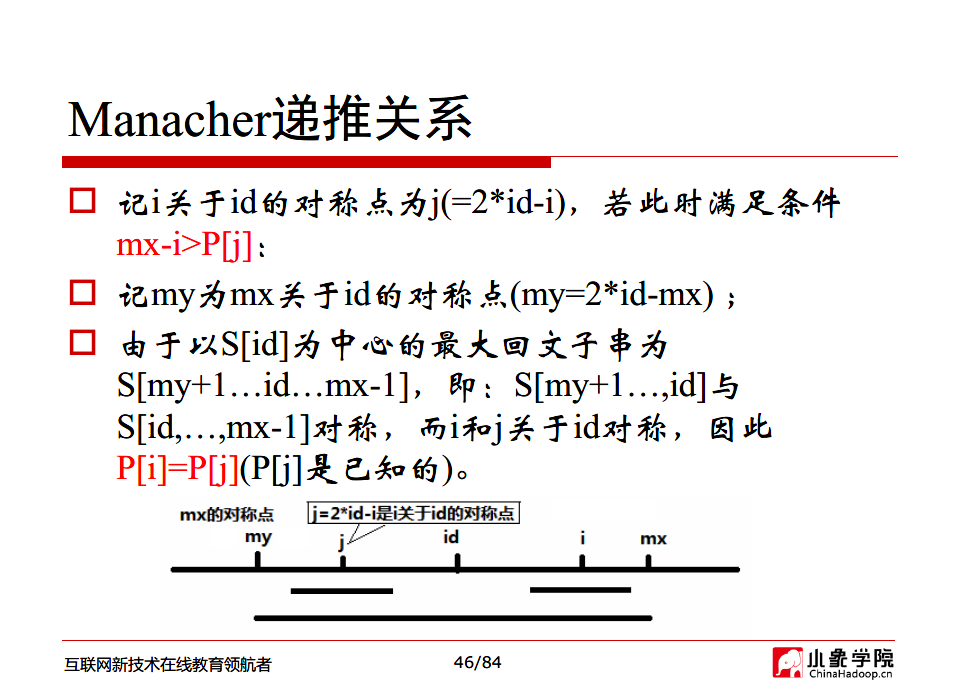 Manacher递推关系
记i关于id的对称点为j(=2*id-i)，若此时满足条件
mx-i>P[j]：
记my为mx关于id的对称点(my=2*id-mx)；
由于以S[id]为中心的最大回文子串为
S[my+1…id…mx-1]，即：S[my+1…,id]与
S[id,…,mx-1]对称，而i和j关于id对称，因此
P[i]=P[j](P[j]是已知的)。
mx的对称点
j=2*id-i是i关于id的对称点
my
j
id
i
mx
互联网新技术在线教育领航者
46/84
小象学院
ChinaHadoop.cn